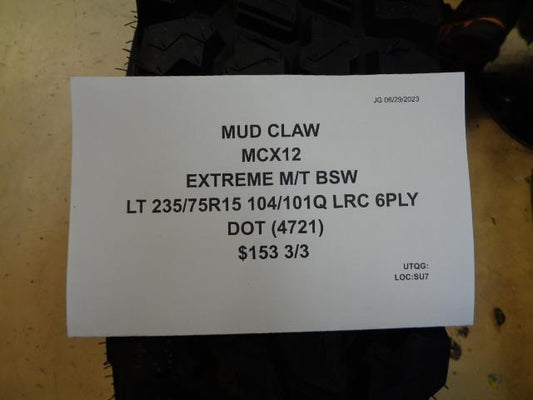 JG 06/29/2023
MUD CLAW
MCX12
EXTREME M/T BSW
LT 235/75R15 104/101Q LRC 6PLY
DOT (4721)
$153 3/3
UTQG:
LOC:SU7